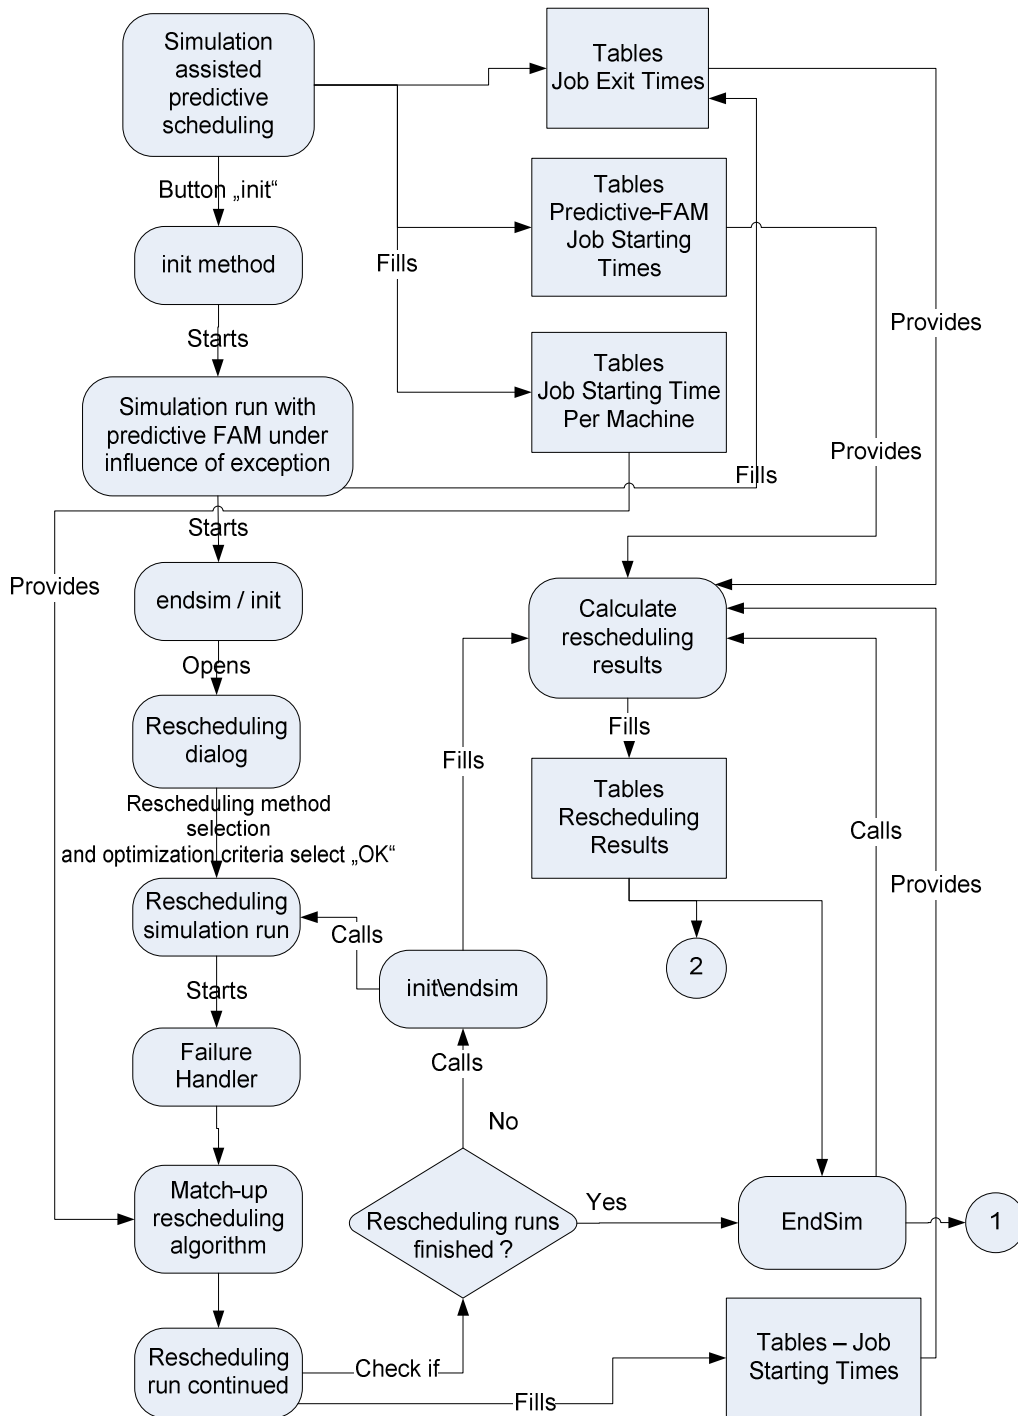 Simulation
assisted
predictive
scheduling
Tables
Job Exit Times
Button „init“
Tables
Predictive-FAM
Job Starting
Times
init method
Fills
Starts
Provides
Tables
Job Starting Time
Per Machine
Simulation run with
predictive FAM under
influence of exception
Provides
Fills
Starts
Provides
endsim / init
Calculate
rescheduling
results
Opens
Rescheduling
dialog
Fills
Fills
Tables
Rescheduling
Results
Rescheduling method
selection
and optimization criteria select „OK“
Calls
Provides
Rescheduling
simulation run
Calls
2
init\endsim
Starts
Failure
Handler
Calls
No
Match-up
rescheduling
algorithm
Rescheduling runs
finished ?
Yes
EndSim
1
Rescheduling
run continued
Check if
Fills
Tables – Job
Starting Times